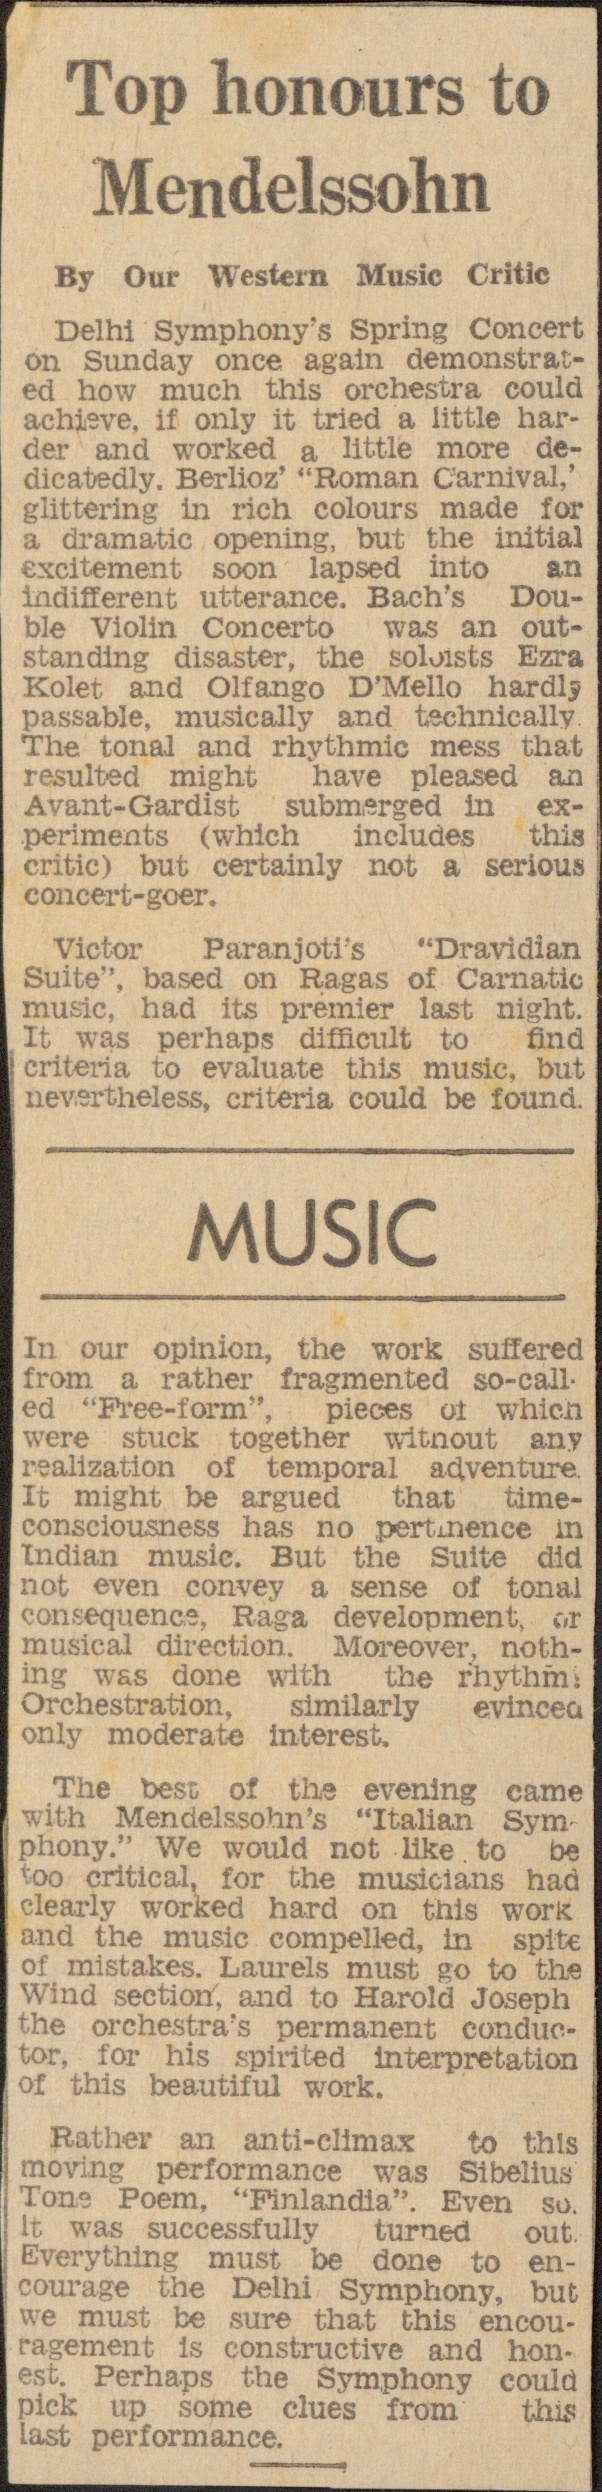 Top honours to
Mendelssohn
By Our Western Music Critic
Delhi Symphony's Spring Concert
on Sunday once again demonstrat-
ed how much this orchestra could
achieve, if only it tried a little har-
der and worked a little more de-
dicatedly. Berlioz' “Roman Carnival,'
glittering in rich colours made for
a dramatic opening, but the initial
excitement soon lapsed into an
indifferent utterance. Bach's Dou-
ble Violin Concerto was an out-
standing disaster, the soloists Ezra
Kolet and Olfango D'Mello hardly
passable, musically and technically.
The tonal and rhythmic mess that
resulted might have pleased an
Avant-Gardist submerged in ex-
periments (which includes this
critic) but certainly not a serious
concert-goer.
Victor Paranjoti's “Dravidian
Suite”, based on Ragas of Carnatic
music, had its premier last night.
It was perhaps difficult to find
criteria to evaluate this music, but
nevertheless, criteria could be found.
MUSIC
In our opinion, the work suffered
from a rather fragmented so-call-
ed “Free-form”, pieces of which
were stuck together without any
realization of temporal adventure.
It might be argued that time-
consciousness has no pertinence in
Indian music. But the Suite did
not even convey a sense of tonal
consequence, Raga development, or
musical direction. Moreover, noth-
ing was done with the rhythm:
Orchestration, similarly evinced
only moderate interest.
The best of the evening came
with Mendelssohn's “Italian Sym-
phony.” We would not like to be
too critical, for the musicians had
clearly worked hard on this work
and the music compelled, in spite
of mistakes. Laurels must go to the
Wind section, and to Harold Joseph
the orchestra's permanent conduc-
tor, for his spirited interpretation
of this beautiful work.
Rather an anti-climax to this
moving performance was Sibelius
Tone Poem, “Finlandia”. Even so.
it was successfully turned out.
Everything must be done to en-
courage the Delhi Symphony, but
we must be sure that this encou-
ragement is constructive and hon-
est. Perhaps the Symphony could
pick up some clues from this
last performance.